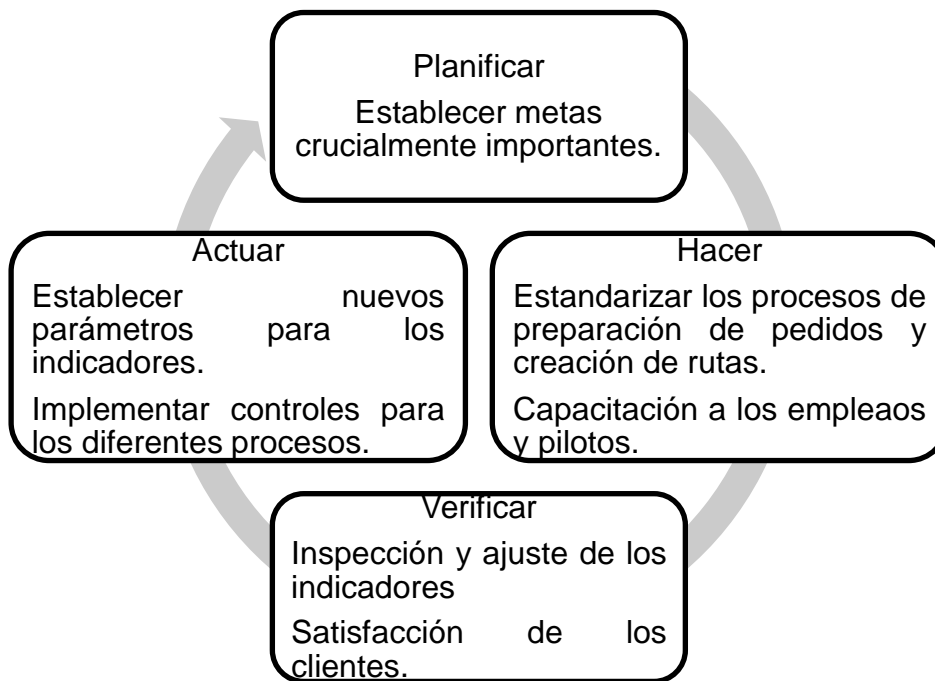 Planificar
Establecer metas
crucialmente importantes.
Actuar
Establecer nuevos
parámetros para los
indicadores.
Implementar controles para
los diferentes procesos.
Hacer
Estandarizar los procesos de
preparación de pedidos y
creación de rutas.
Capacitación a los empleaos
y pilotos.
Verificar
Inspección y ajuste de los
indicadores
Satisfacción de los
clientes.